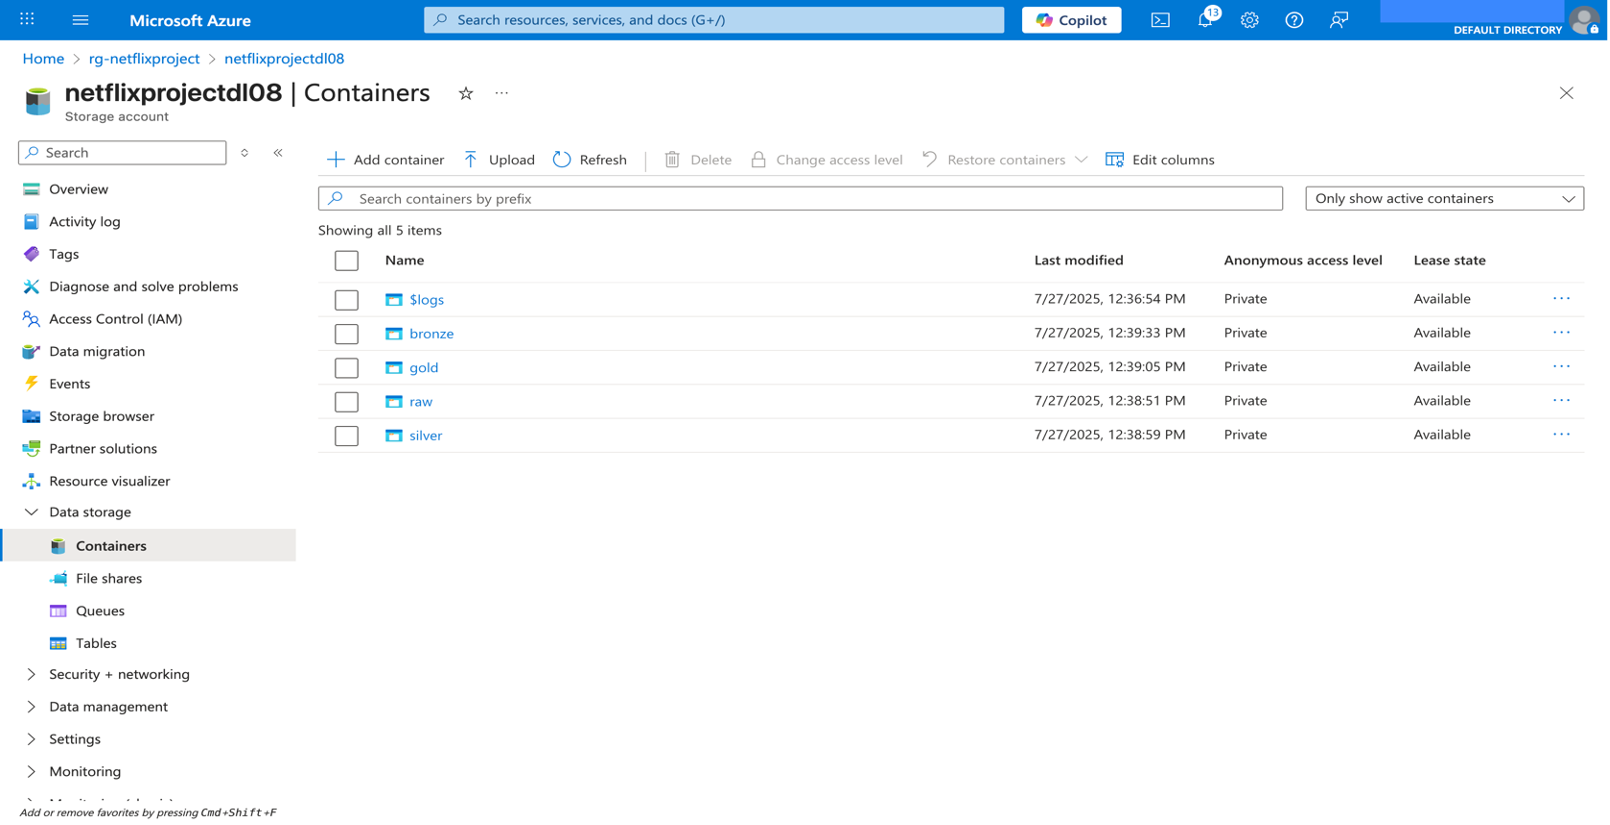 Microsoft Azure
Search resources, services, and docs (G+/)
Copilot
13
DEFAULT DIRECTORY
Home > rg-netflixproject > netflixprojectdl08
netflixprojectdl08 | Containers
Storage account
Search
Add container
Upload
Refresh
Delete
Change access level
Restore containers
Edit columns
Search containers by prefix
Only show active containers
Showing all 5 items
Name Last modified Anonymous access level Lease state
$logs 7/27/2025, 12:36:54 PM Private Available
bronze 7/27/2025, 12:39:33 PM Private Available
gold 7/27/2025, 12:39:05 PM Private Available
raw 7/27/2025, 12:38:51 PM Private Available
silver 7/27/2025, 12:38:59 PM Private Available
Overview
Activity log
Tags
Diagnose and solve problems
Access Control (IAM)
Data migration
Events
Storage browser
Partner solutions
Resource visualizer
Data storage
Containers
File shares
Queues
Tables
Security + networking
Data management
Settings
Monitoring
Add or remove favorites by pressing Cmd+Shift+F